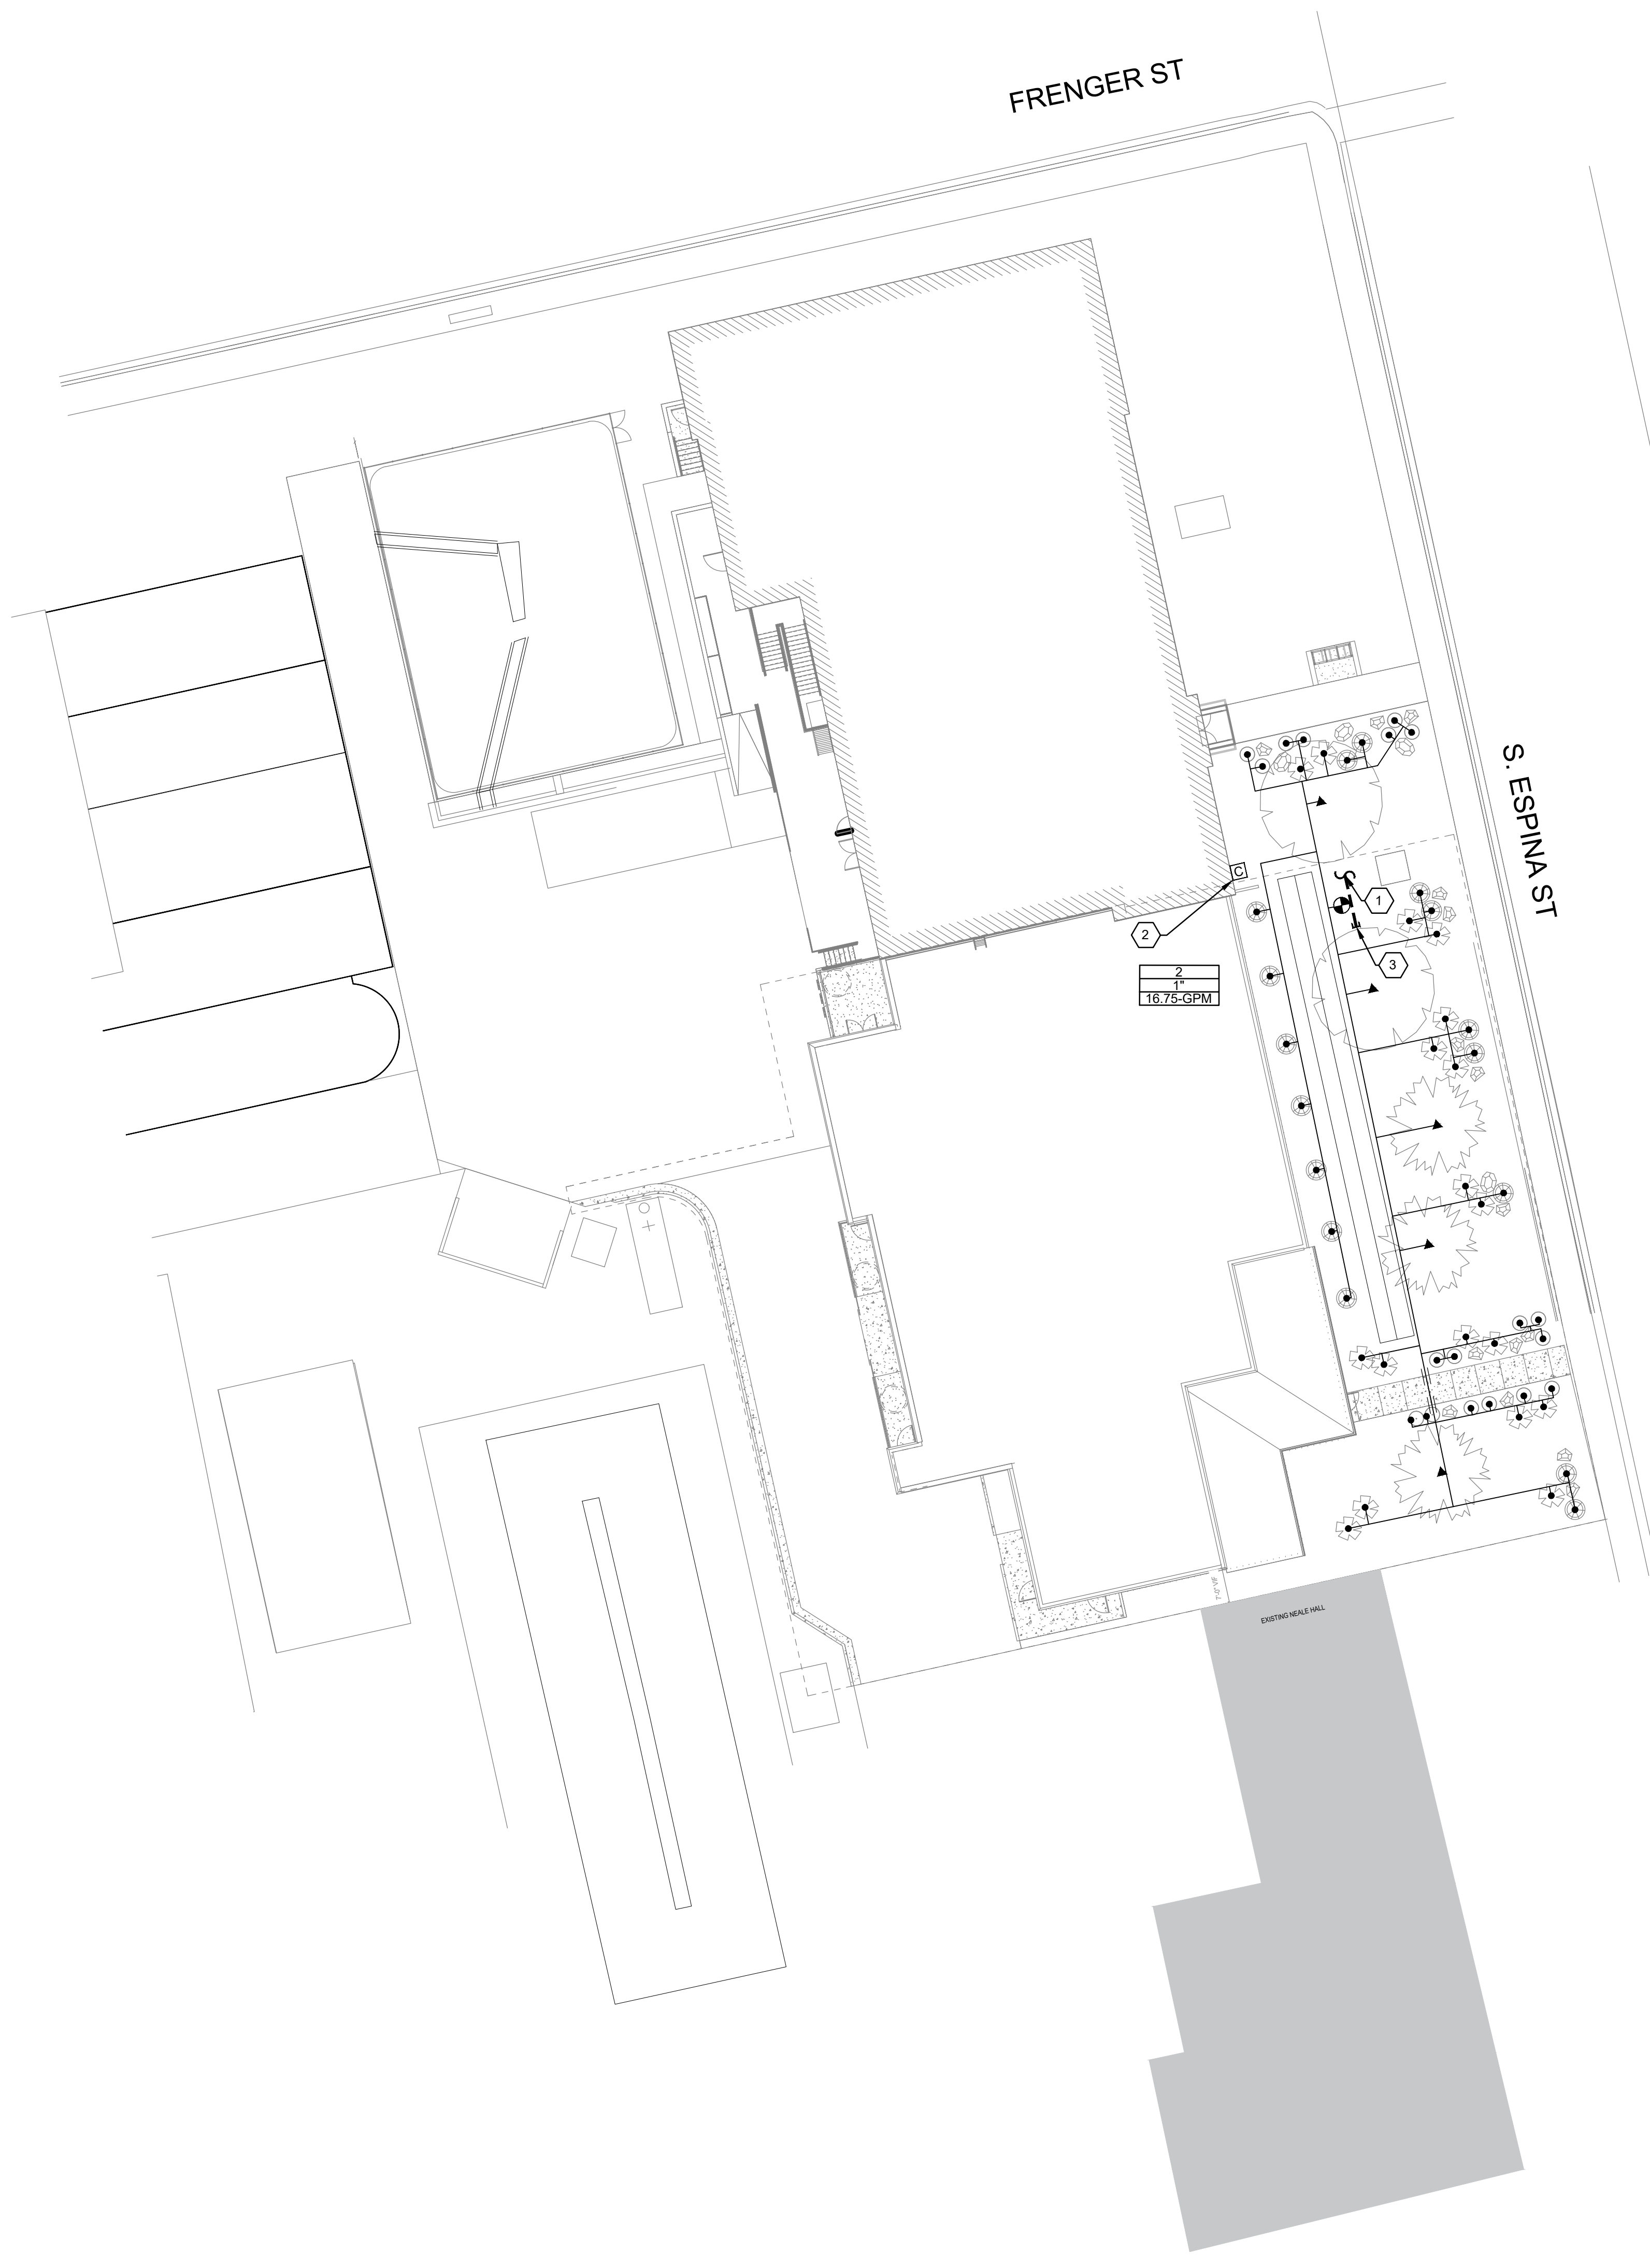 FRENGER ST
S. ESPINA ST
C
1
2
3
2
1"
16.75-GPM
EXISTING NEALE HALL